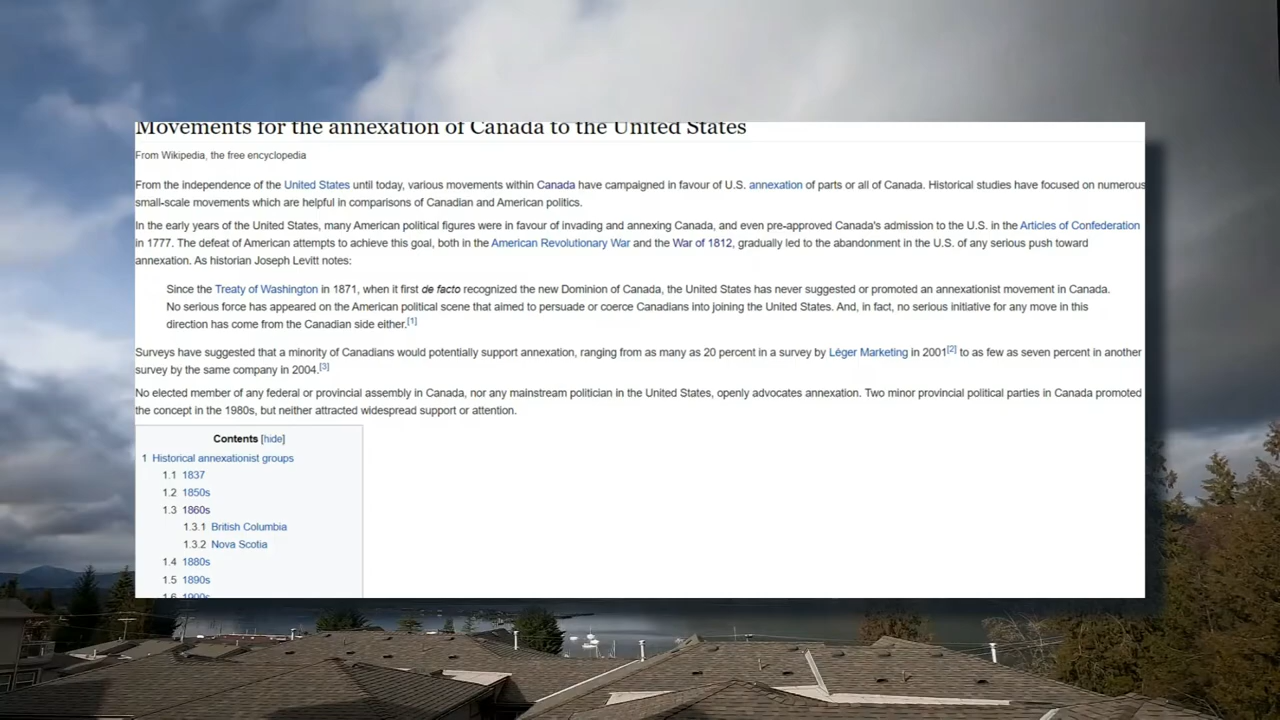 Movements for the annexation of Canada to the United States
From Wikipedia, the free encyclopedia
From the independence of the United States until today, various movements within Canada have campaigned in favour of U.S. annexation of parts or all of Canada. Historical studies have focused on numerous
small-scale movements which are helpful in comparisons of Canadian and American politics.
In the early years of the United States, many American political figures were in favour of invading and annexing Canada, and even pre-approved Canada's admission to the U.S. in the Articles of Confederation
in 1777. The defeat of American attempts to achieve this goal, both in the American Revolutionary War and the War of 1812, gradually led to the abandonment in the U.S. of any serious push toward
annexation. As historian Joseph Levitt notes:
Since the Treaty of Washington in 1871, when it first de facto recognized the new Dominion of Canada, the United States has never suggested or promoted an annexationist movement in Canada.
No serious force has appeared on the American political scene that aimed to persuade or coerce Canadians into joining the United States. And, in fact, no serious initiative for any move in this
direction has come from the Canadian side either.[1]
Surveys have suggested that a minority of Canadians would potentially support annexation, ranging from as many as 20 percent in a survey by Léger Marketing in 2001[2] to as few as seven percent in another
survey by the same company in 2004.[3]
No elected member of any federal or provincial assembly in Canada, nor any mainstream politician in the United States, openly advocates annexation. Two minor provincial political parties in Canada promoted
the concept in the 1980s, but neither attracted widespread support or attention.
Contents [hide]
1 Historical annexationist groups
1.1 1837
1.2 1850s
1.3 1860s
1.3.1 British Columbia
1.3.2 Nova Scotia
1.4 1880s
1.5 1890s
1.6 1900s